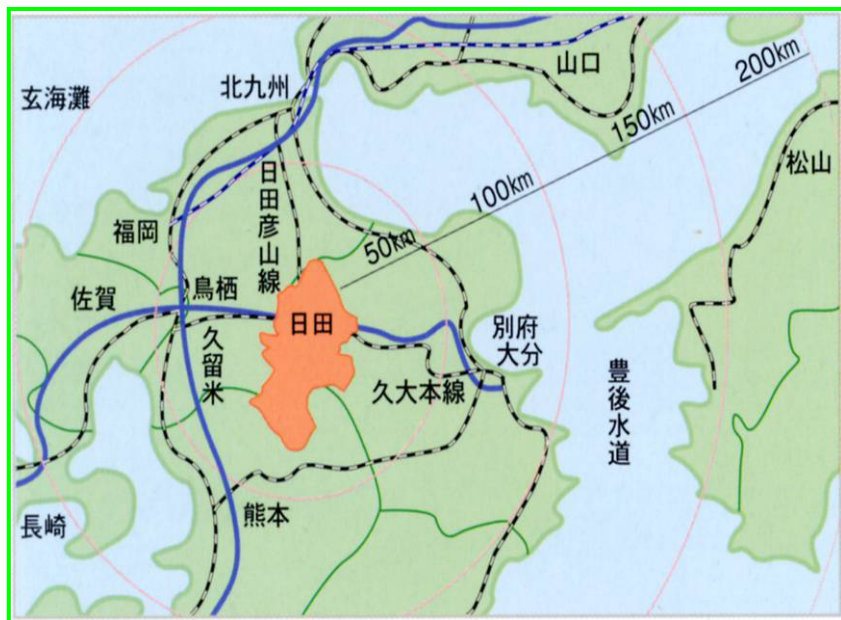 玄海灘
北九州
山口
200km
150km
松山
日田彦山線
100km
福岡
50km
佐賀
鳥栖
日田
久留米
別府
大分
久大本線
豊後水道
長崎
熊本